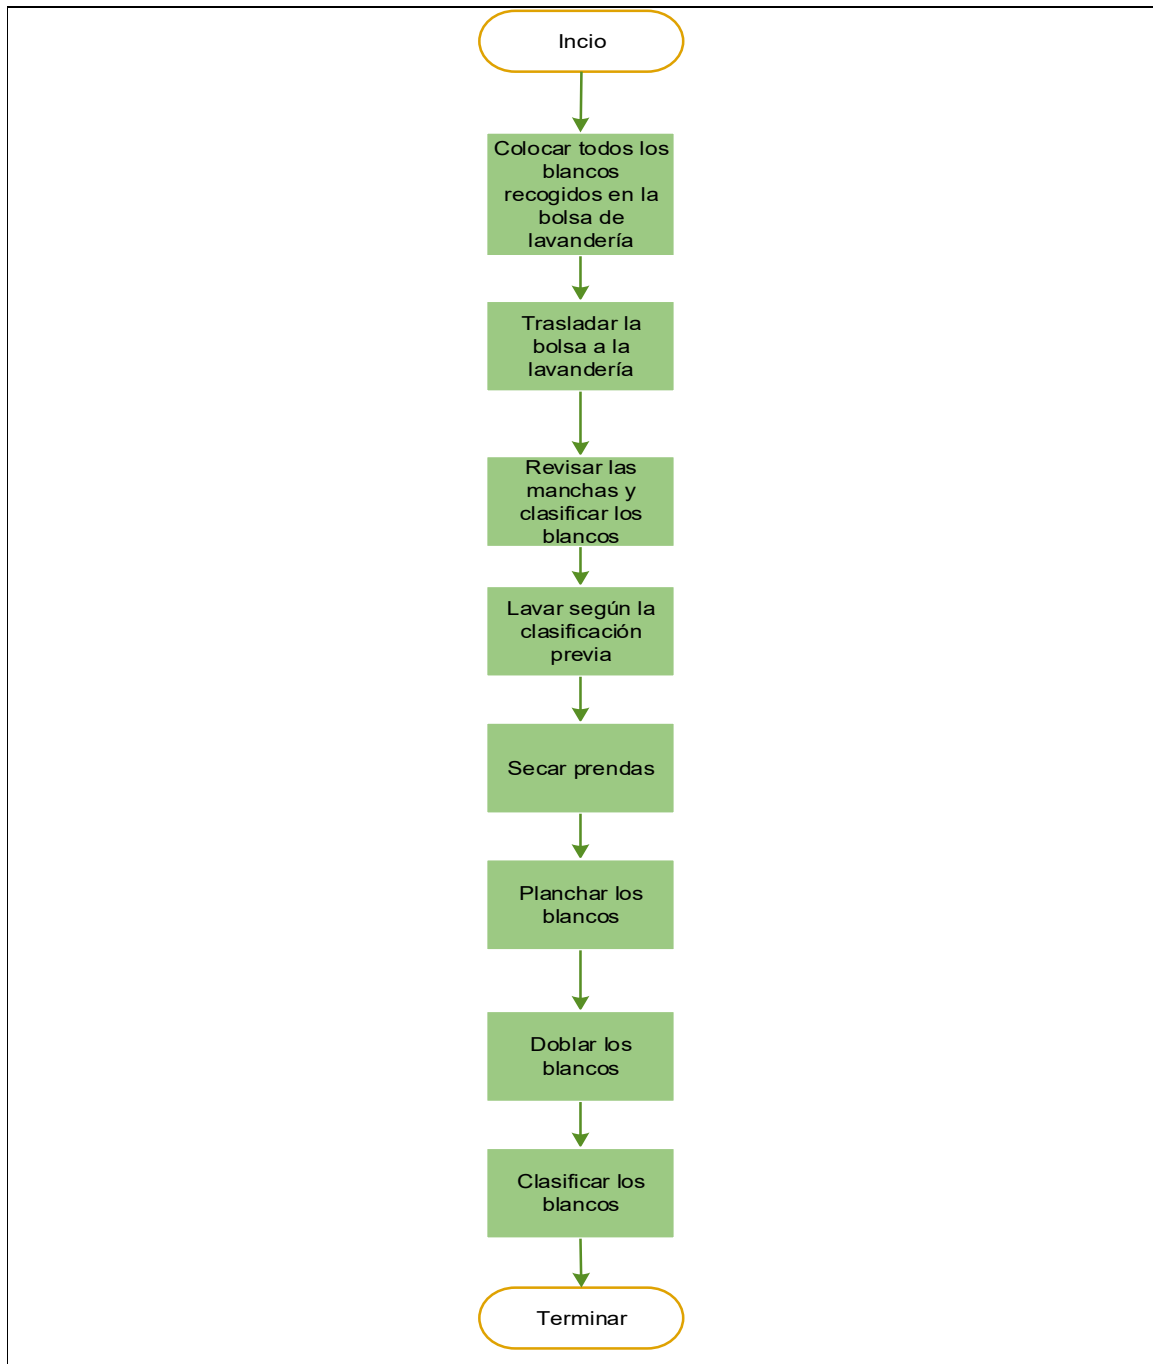 Incio
Colocar todos los
blancos
recogidos en la
bolsa de
lavandería
Trasladar la
bolsa a la
lavandería
Revisar las
manchas y
clasificar los
blancos
Lavar según la
clasificación
previa
Secar prendas
Planchar los
blancos
Doblar los
blancos
Clasificar los
blancos
Terminar